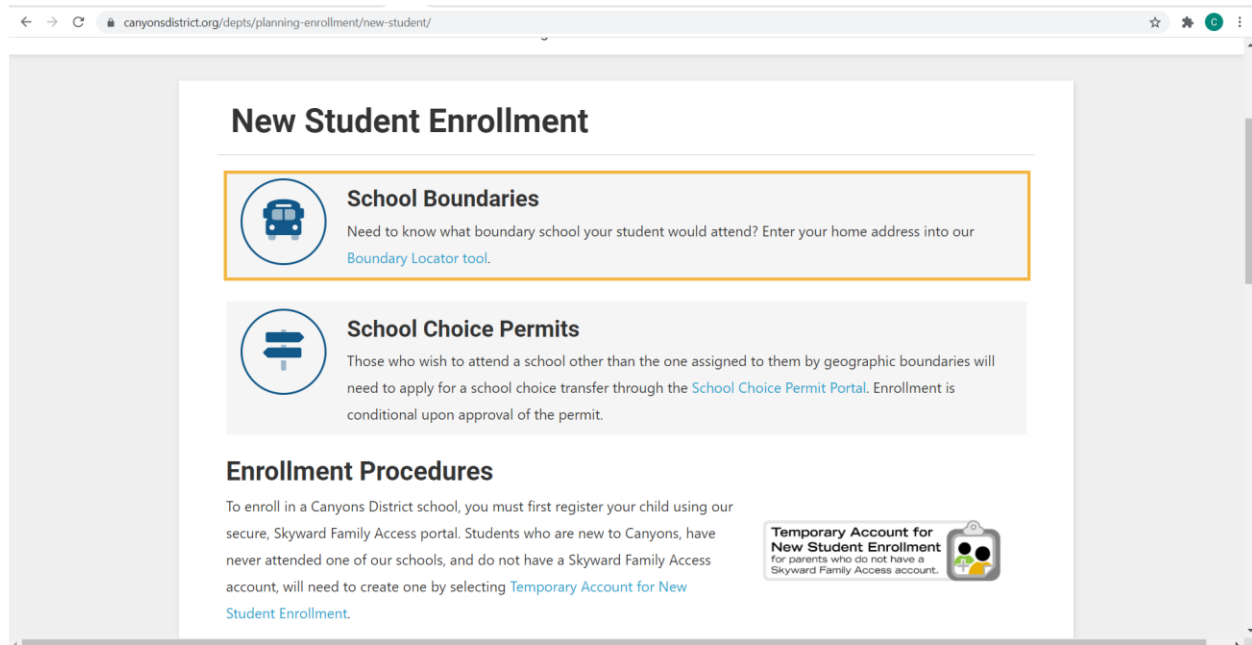 canyonsdistrict.org/depts/planning-enrollment/new-student/
C
New Student Enrollment
School Boundaries
Need to know what boundary school your student would attend? Enter your home address into our
Boundary Locator tool.
School Choice Permits
Those who wish to attend a school other than the one assigned to them by geographic boundaries will
need to apply for a school choice transfer through the School Choice Permit Portal. Enrollment is
conditional upon approval of the permit.
Enrollment Procedures
To enroll in a Canyons District school, you must first register your child using our
secure, Skyward Family Access portal. Students who are new to Canyons, have
never attended one of our schools, and do not have a Skyward Family Access
account, will need to create one by selecting Temporary Account for New
Student Enrollment.
Temporary Account for
New Student Enrollment
for parents who do not have a
Skyward Family Access account.